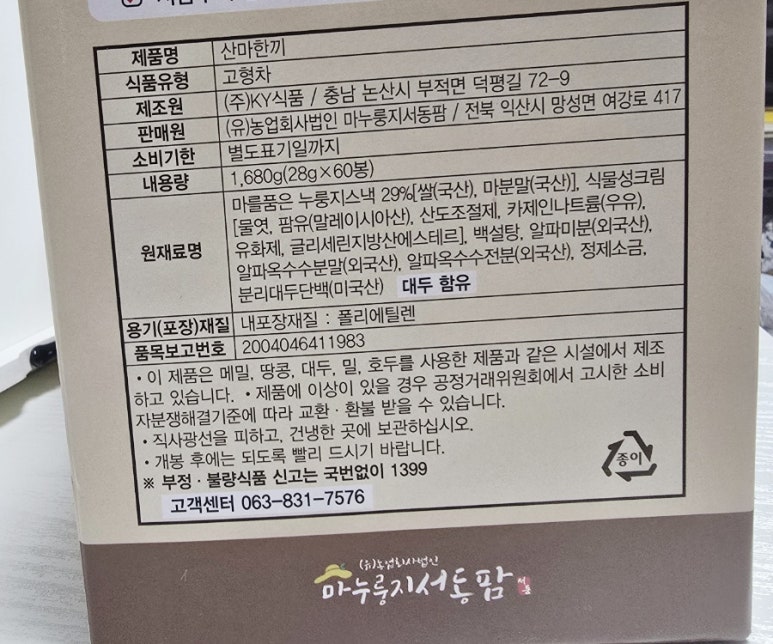 제품명 산마한끼
식품유형 고형차
제조원 (주)KY식품 / 충남 논산시 부적면 덕평길 72-9
판매원 (유)농업회사법인 마누룽지서동팜 / 전북 익산시 망성면 여강로 417
소비기한 별도표기일까지
내용량 1,680g(28g×60봉)
원재료명 마를품은 누룽지스낵 29%[쌀(국산), 마분말(국산)], 식물성크림
[물엿, 팜유(말레이시아산), 산도조절제, 카제인나트륨(우유),
유화제, 글리세린지방산에스테르], 백설탕, 알파미분(외국산),
알파옥수수분말(외국산), 알파옥수수전분(외국산), 정제소금,
분리대두단백(미국산) 대두 함유
용기(포장)재질 내포장재질 : 폴리에틸렌
품목보고번호 2004046411983
• 이 제품은 메밀, 땅콩, 대두, 밀, 호두를 사용한 제품과 같은 시설에서 제조
하고 있습니다. • 제품에 이상이 있을 경우 공정거래위원회에서 고시한 소비
자분쟁해결기준에 따라 교환 · 환불 받을 수 있습니다.
• 직사광선을 피하고, 건냉한 곳에 보관하십시오.
• 개봉 후에는 되도록 빨리 드시기 바랍니다.
※ 부정 · 불량식품 신고는 국번없이 1399
고객센터 063-831-7576
종이
(유)농업회사법인
마누룽지서동팜